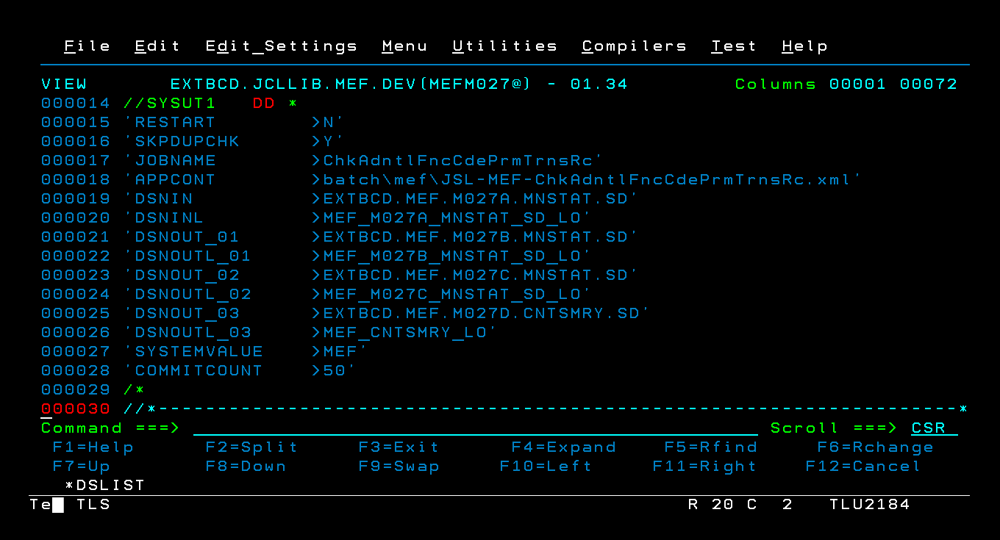 File  Edit  Edit_Settings  Menu  Utilities  Compilers  Test  Help
VIEW       EXTBCD.JCLLIB.MEF.DEV(MEFM027@) - 01.34         Columns 00001 00072
000014 //SYSUT1   DD *
000015 'RESTART        >N'
000016 'SKPDUPCHK      >Y'
000017 'JOBNAME        >ChkAdntlFncCdePrmTrnsRc'
000018 'APPCONT        >batch\mef\JSL-MEF-ChkAdntlFncCdePrmTrnsRc.xml'
000019 'DSNIN          >EXTBCD.MEF.M027A.MNSTAT.SD'
000020 'DSNINL         >MEF_M027A_MNSTAT_SD_LO'
000021 'DSNOUT_01      >EXTBCD.MEF.M027B.MNSTAT.SD'
000022 'DSNOUTL_01     >MEF_M027B_MNSTAT_SD_LO'
000023 'DSNOUT_02      >EXTBCD.MEF.M027C.MNSTAT.SD'
000024 'DSNOUTL_02     >MEF_M027C_MNSTAT_SD_LO'
000025 'DSNOUT_03      >EXTBCD.MEF.M027D.CNTSMRY.SD'
000026 'DSNOUTL_03     >MEF_CNTSMRY_LO'
000027 'SYSTEMVALUE    >MEF'
000028 'COMMITCOUNT    >50'
000029 /*
000030 //*--------------------------------------------------------------------*
Command ===>                                                   Scroll ===> CSR
F1=Help      F2=Split     F3=Exit      F4=Expand    F5=Rfind     F6=Rchange
F7=Up        F8=Down      F9=Swap     F10=Left     F11=Right    F12=Cancel
*DSLIST
Te  TLS                                                 R 20 C  2   TLU2184